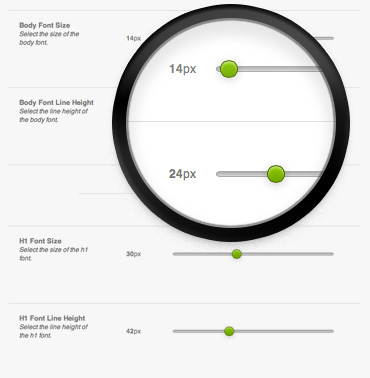 Body Font Size
Select the size of the
body font.
14px
14px
Body Font Line Height
Select the line height of
the body font.
24px
H1 Font Size
Select the size of the h1
font.
30px
H1 Font Line Height
Select the line height of
the h1 font.
42px